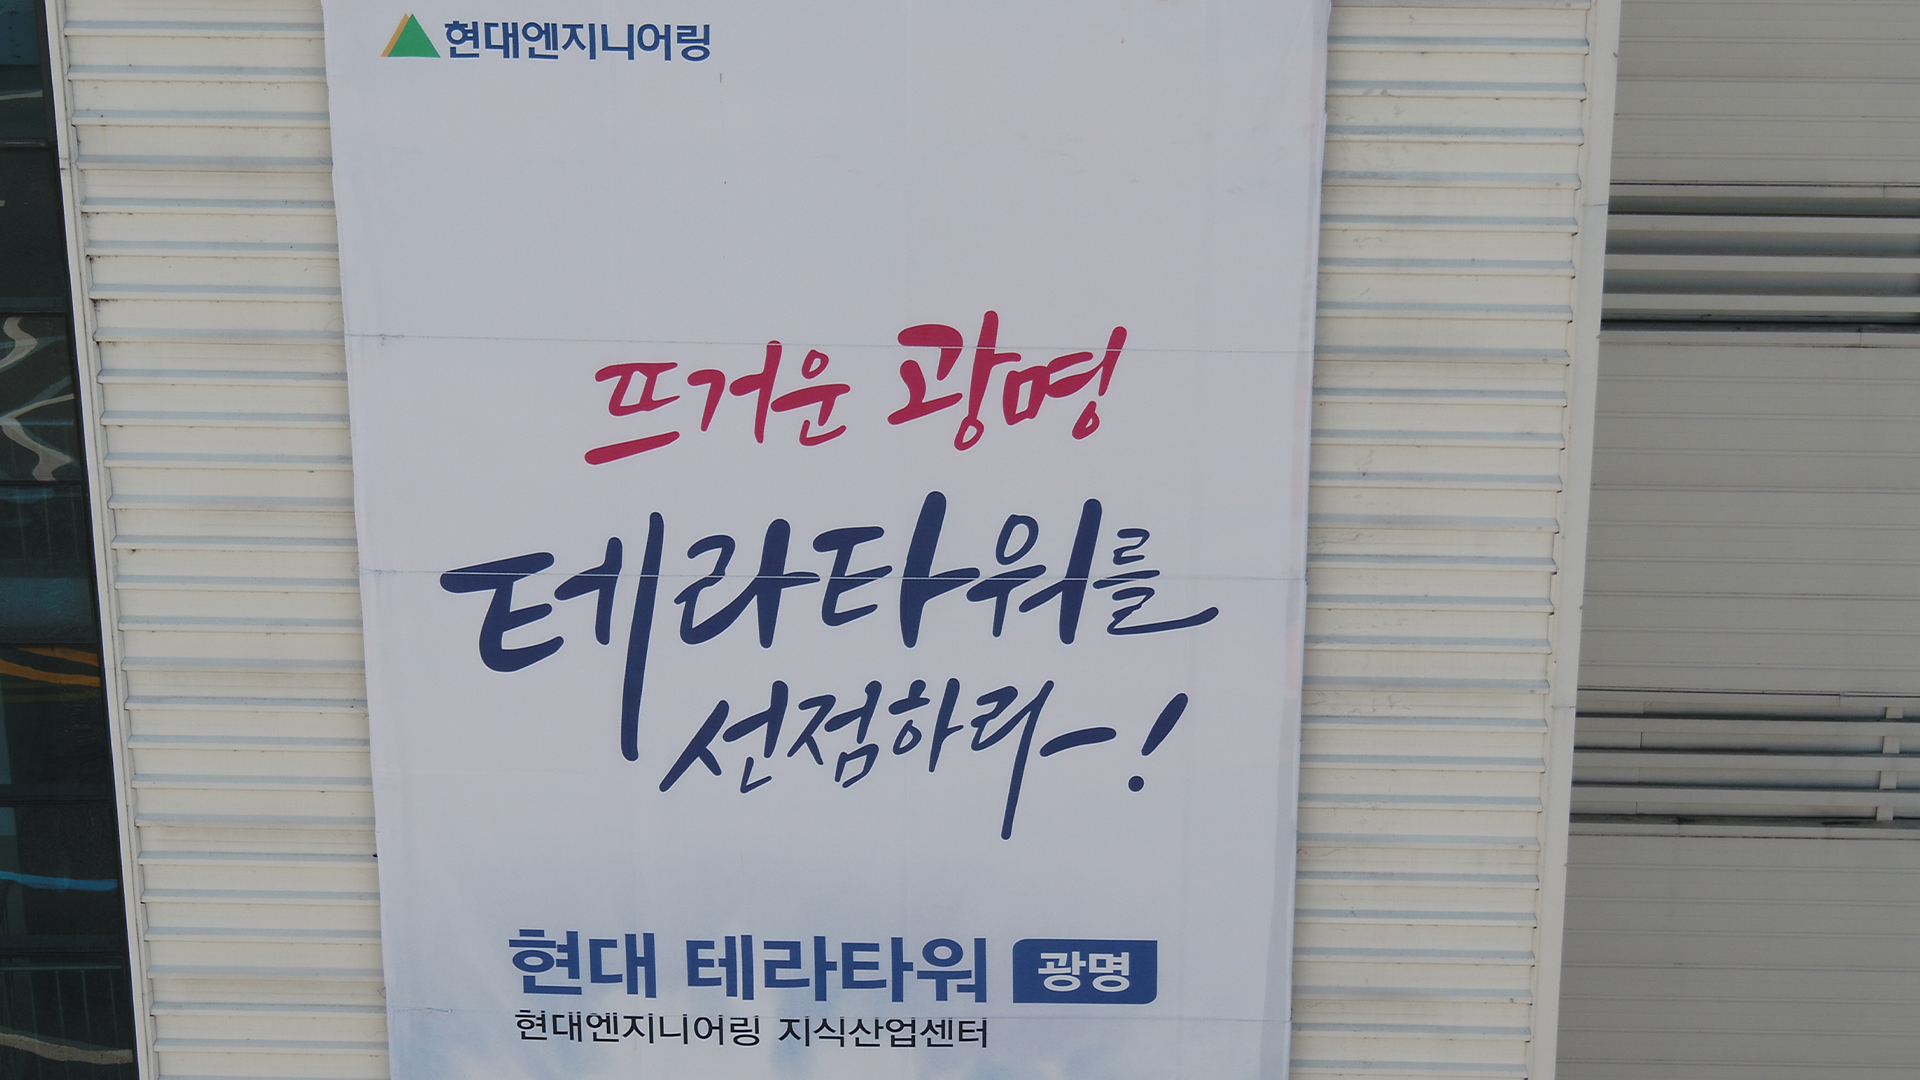 현대엔지니어링
뜨거운 광명
테라타워를
선점하라!
현대 테라타워 광명
현대엔지니어링 지식산업센터